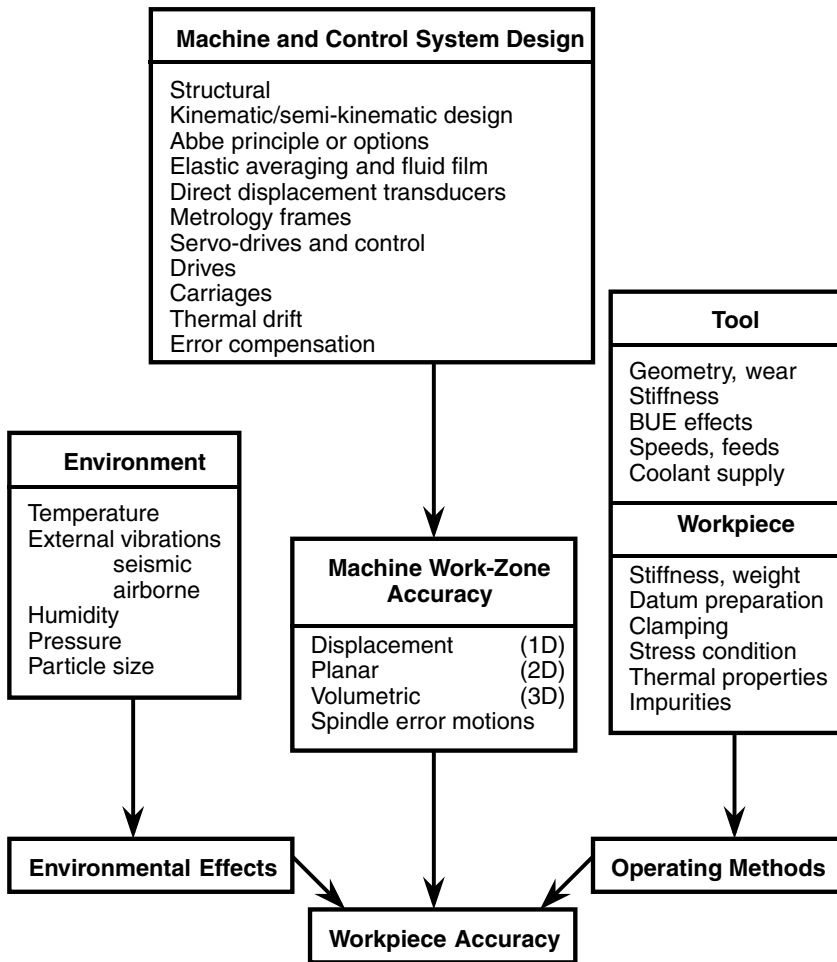 Machine and Control System Design
Structural
Kinematic/semi-kinematic design
Abbe principle or options
Elastic averaging and fluid film
Direct displacement transducers
Metrology frames
Servo-drives and control
Drives
Carriages
Thermal drift
Error compensation
Environment
Temperature
External vibrations
seismic
airborne
Humidity
Pressure
Particle size
Machine Work-Zone
Accuracy
Displacement (1D)
Planar (2D)
Volumetric (3D)
Spindle error motions
Tool
Geometry, wear
Stiffness
BUE effects
Speeds, feeds
Coolant supply
Workpiece
Stiffness, weight
Datum preparation
Clamping
Stress condition
Thermal properties
Impurities
Environmental Effects
Operating Methods
Workpiece Accuracy